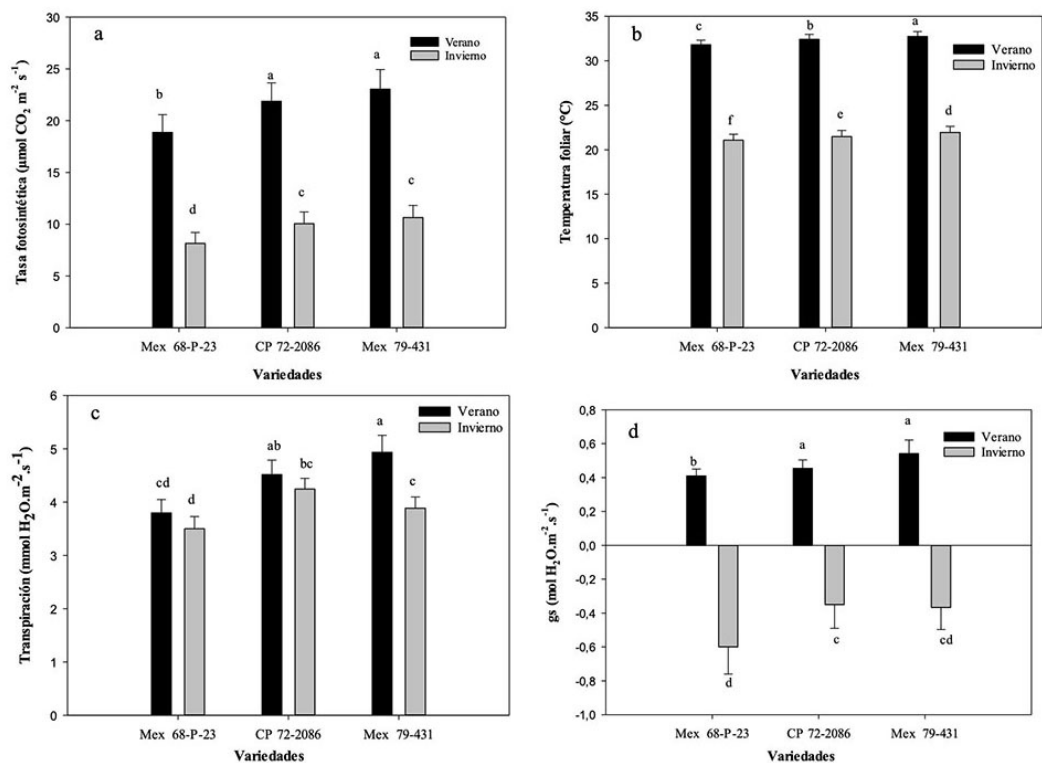 a
Verano
Invierno
Tasa fotosintética (µmol CO₂ m⁻² s⁻¹)
30
25
20
15
10
5
0
b
a
a
d
c
c
Mex 68-P-23
CP 72-2086
Mex 79-431
Variedades
b
Verano
Invierno
Temperatura foliar (°C)
35
30
25
20
15
10
5
0
c
b
a
f
e
d
Mex 68-P-23
CP 72-2086
Mex 79-431
Variedades
c
Verano
Invierno
Transpiración (mmol H₂O.m⁻².s⁻¹)
6
5
4
3
2
1
0
cd
d
ab
bc
a
c
Mex 68-P-23
CP 72-2086
Mex 79-431
Variedades
d
Verano
Invierno
gs (mol H₂O.m⁻².s⁻¹)
0,8
0,6
0,4
0,2
0,0
-0,2
-0,4
-0,6
-0,8
-1,0
b
a
a
d
c
cd
Mex 68-P-23
CP 72-2086
Mex 79-431
Variedades